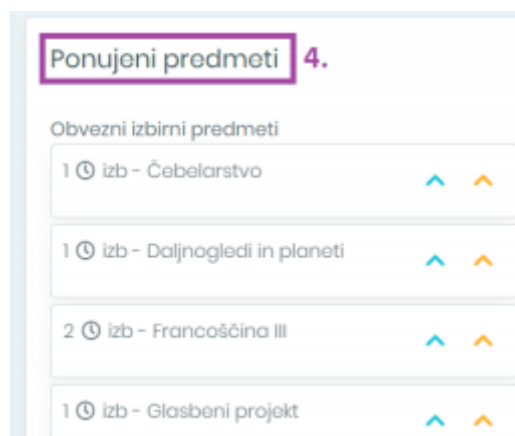 Ponujeni predmeti 4.
Obvezni izbirni predmeti
1 izb - Čebelarstvo
1 izb - Daljnogledi in planeti
2 izb - Francoščina III
1 izb - Glasbeni projekt